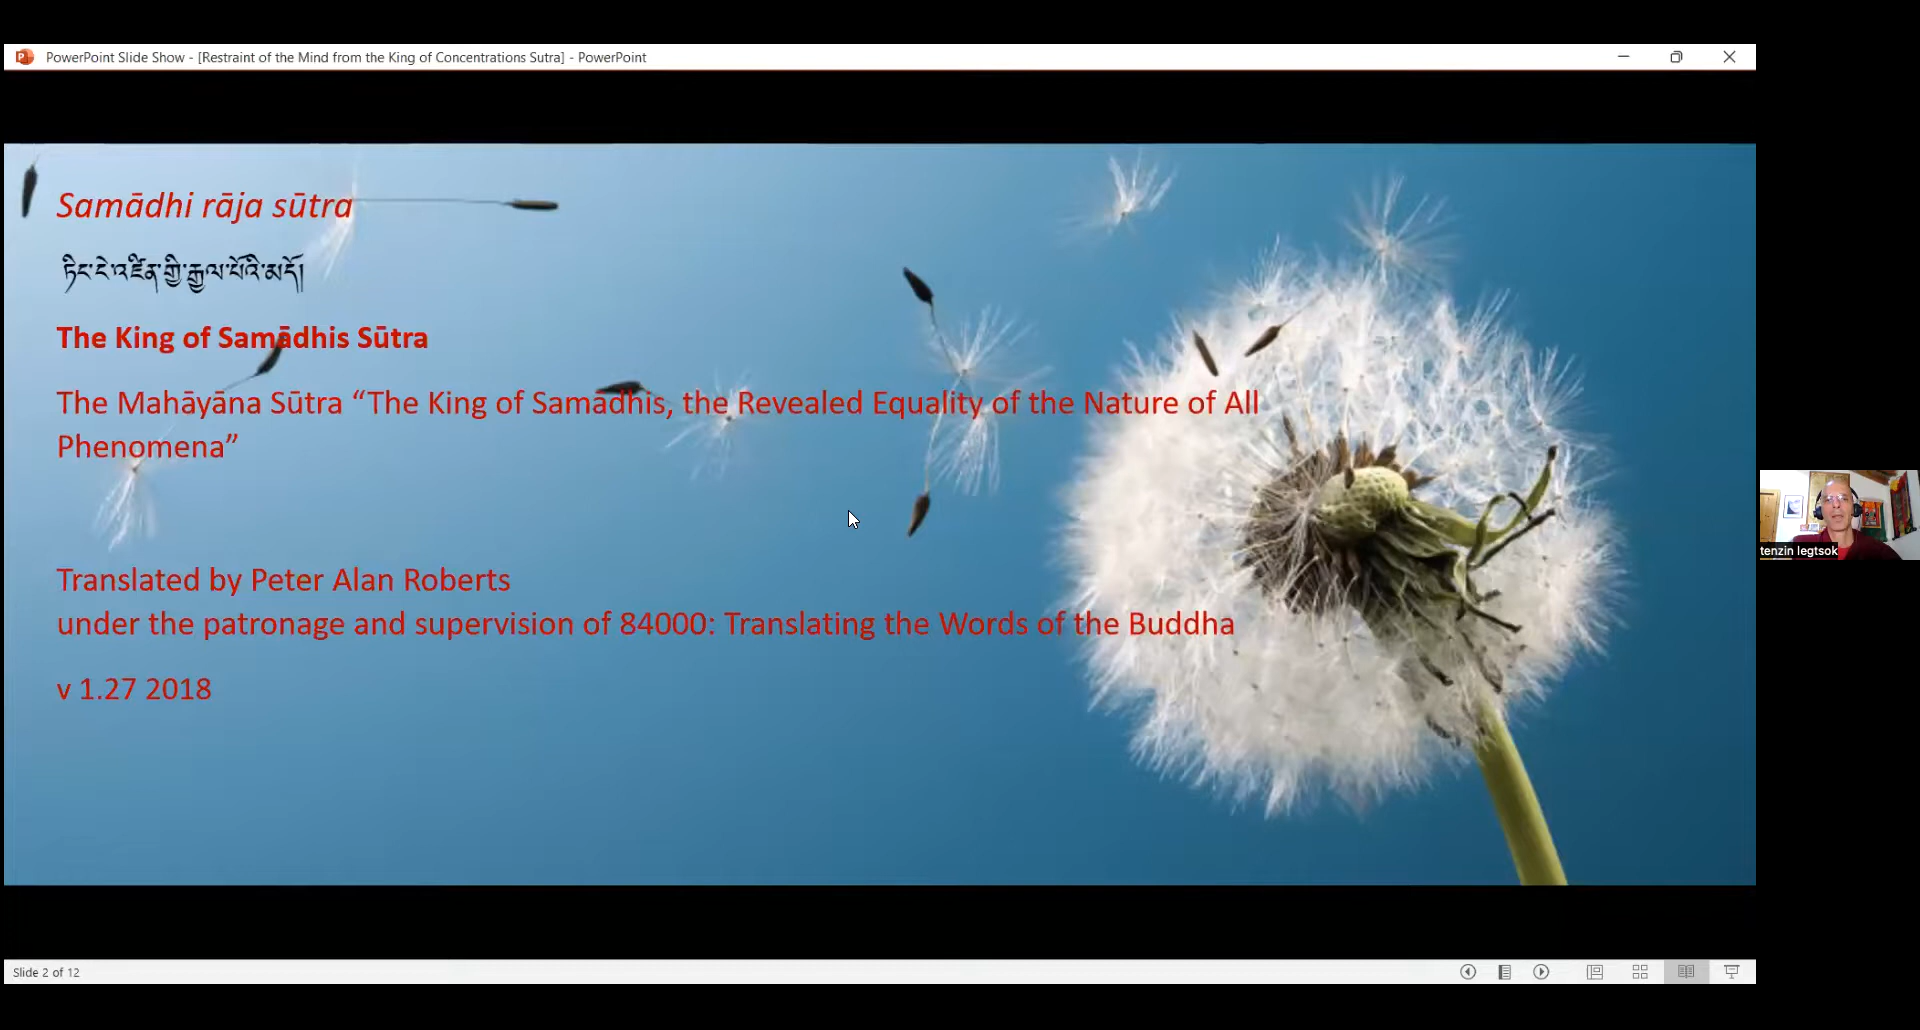 PowerPoint Slide Show - [Restraint of the Mind from the King of Concentrations Sutra] - PowerPoint
Samādhi rāja sūtra
ཏིང་ངེ་འཛིན་གྱི་རྒྱལ་པོའི་མདོ།
The King of Samādhis Sūtra
The Mahāyāna Sūtra “The King of Samādhis, the Revealed Equality of the Nature of All
Phenomena”
Translated by Peter Alan Roberts
under the patronage and supervision of 84000: Translating the Words of the Buddha
v 1.27 2018
tenzin legtsok
Slide 2 of 12